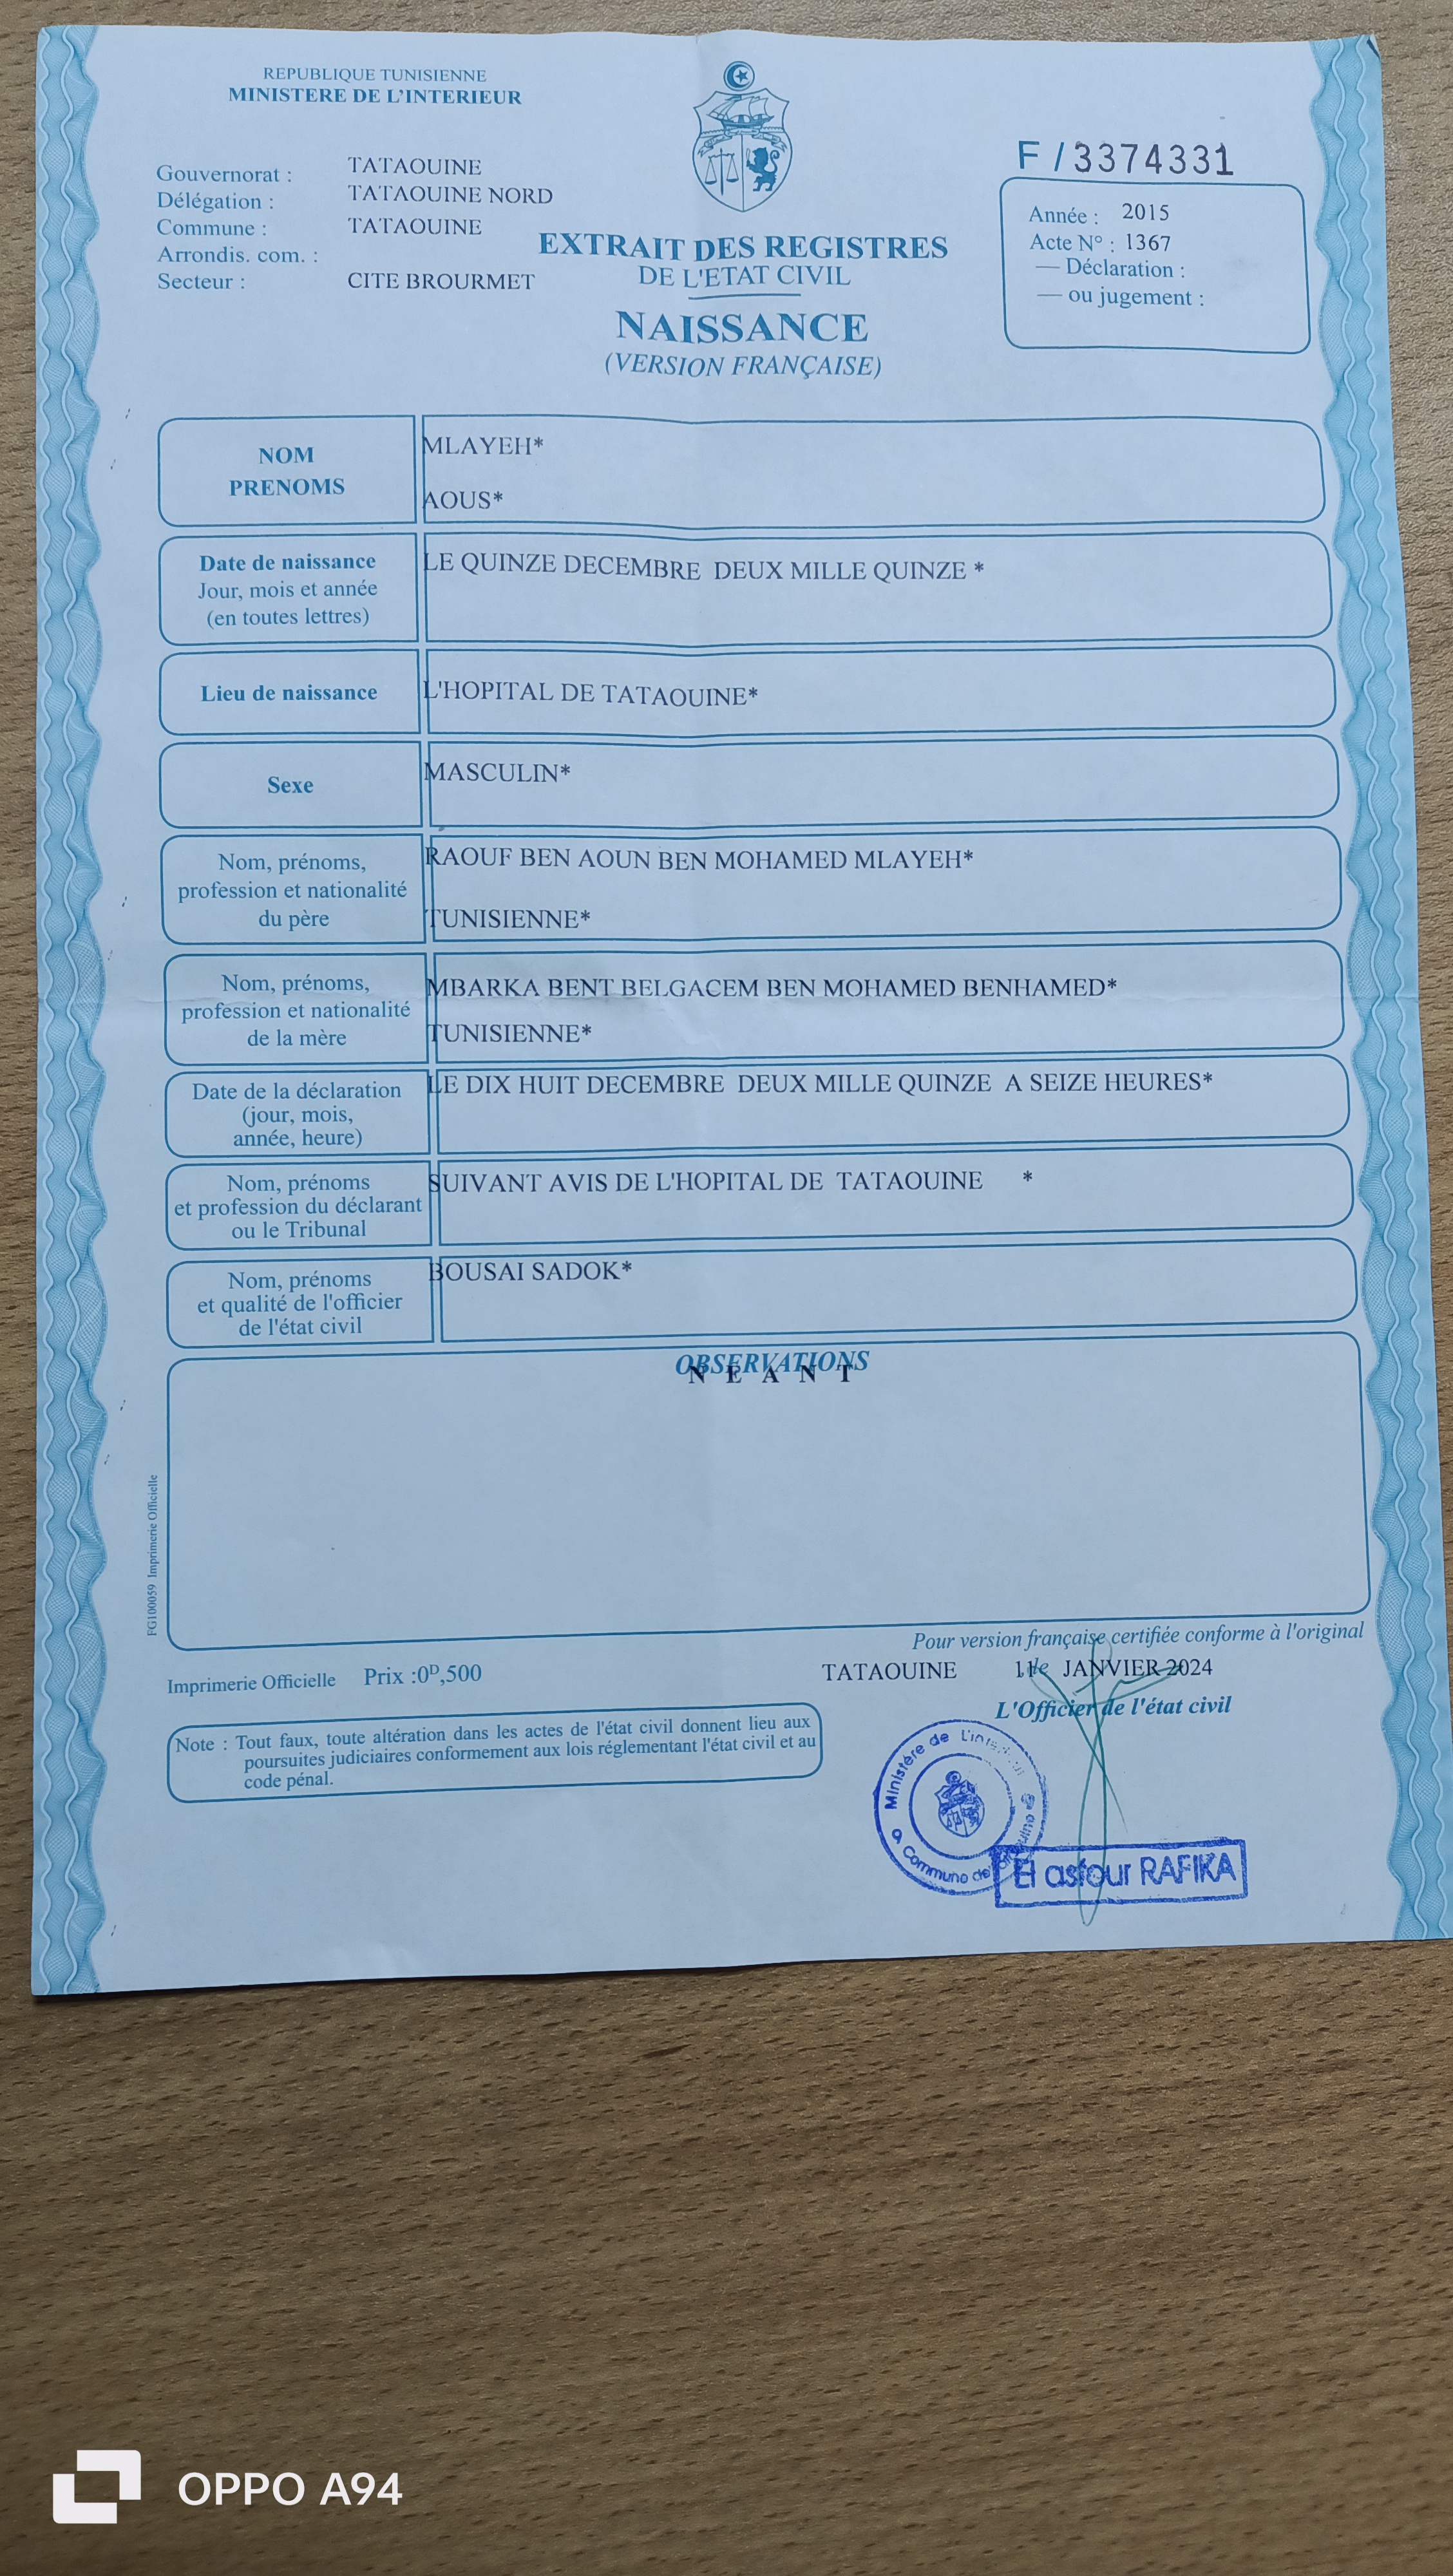 REPUBLIQUE TUNISIENNE
MINISTERE DE L'INTERIEUR
Gouvernorat : TATAOUINE
Délégation : TATAOUINE NORD
Commune : TATAOUINE
Arrondis. com. :
Secteur : CITE BROURMET
EXTRAIT DES REGISTRES
DE L'ETAT CIVIL
NAISSANCE
(VERSION FRANÇAISE)
F / 3374331
Année : 2015
Acte N° : 1367
— Déclaration :
— ou jugement :
NOM MLAYEH*
PRENOMS AOUS*
Date de naissance LE QUINZE DECEMBRE DEUX MILLE QUINZE *
Jour, mois et année
(en toutes lettres)
Lieu de naissance L'HOPITAL DE TATAOUINE*
Sexe MASCULIN*
Nom, prénoms, RAOUF BEN AOUN BEN MOHAMED MLAYEH*
profession et nationalité
du père TUNISIENNE*
Nom, prénoms, MBARKA BENT BELGACEM BEN MOHAMED BENHAMED*
profession et nationalité
de la mère TUNISIENNE*
Date de la déclaration LE DIX HUIT DECEMBRE DEUX MILLE QUINZE A SEIZE HEURES*
(jour, mois,
année, heure)
Nom, prénoms SUIVANT AVIS DE L'HOPITAL DE TATAOUINE *
et profession du déclarant
ou le Tribunal
Nom, prénoms BOUSAI SADOK*
et qualité de l'officier
de l'état civil
OBSERVATIONS
N E A N T
FG100059 Imprimerie Officielle
Pour version française certifiée conforme à l'original
Imprimerie Officielle Prix :0D,500
TATAOUINE 11 le JANVIER 2024
L'Officier de l'état civil
Note : Tout faux, toute altération dans les actes de l'état civil donnent lieu aux
poursuites judiciaires conformement aux lois réglementant l'état civil et au
code pénal.
Ministère de L'interieur
Commune de
El asfour RAFIKA
OPPO A94